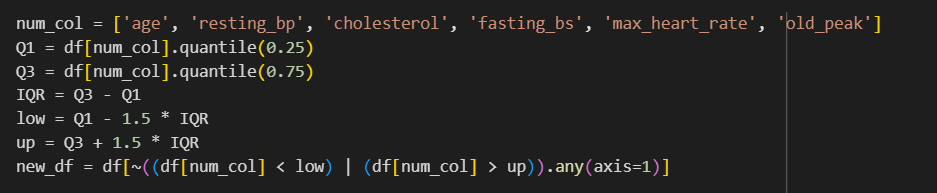 num_col = ['age', 'resting_bp', 'cholesterol', 'fasting_bs', 'max_heart_rate', 'old_peak']
Q1 = df[num_col].quantile(0.25)
Q3 = df[num_col].quantile(0.75)
IQR = Q3 - Q1
low = Q1 - 1.5 * IQR
up = Q3 + 1.5 * IQR
new_df = df[~((df[num_col] < low) | (df[num_col] > up)).any(axis=1)]